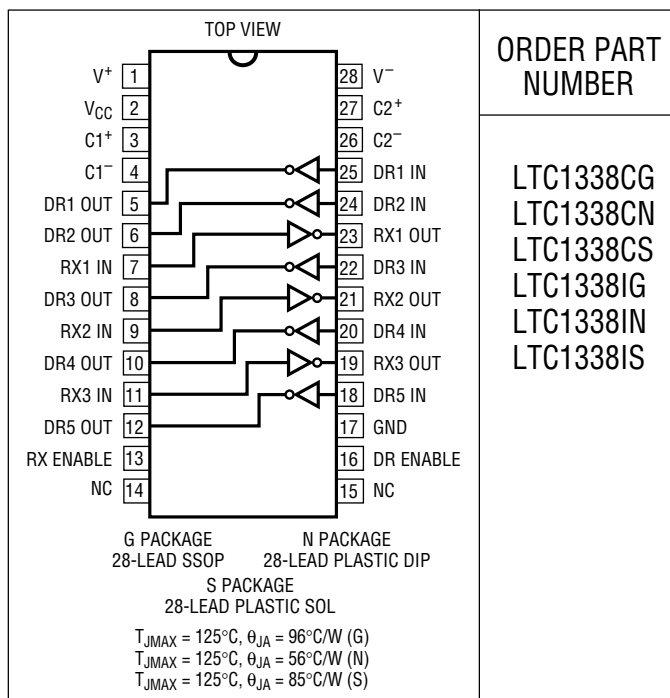 TOP VIEW
V+ 1
VCC 2
C1+ 3
C1− 4
DR1 OUT 5
DR2 OUT 6
RX1 IN 7
DR3 OUT 8
RX2 IN 9
DR4 OUT 10
RX3 IN 11
DR5 OUT 12
RX ENABLE 13
NC 14
28 V−
27 C2+
26 C2−
25 DR1 IN
24 DR2 IN
23 RX1 OUT
22 DR3 IN
21 RX2 OUT
20 DR4 IN
19 RX3 OUT
18 DR5 IN
17 GND
16 DR ENABLE
15 NC
G PACKAGE
28-LEAD SSOP
N PACKAGE
28-LEAD PLASTIC DIP
S PACKAGE
28-LEAD PLASTIC SOL
TJMAX = 125°C, θJA = 96°C/W (G)
TJMAX = 125°C, θJA = 56°C/W (N)
TJMAX = 125°C, θJA = 85°C/W (S)
ORDER PART
NUMBER
LTC1338CG
LTC1338CN
LTC1338CS
LTC1338IG
LTC1338IN
LTC1338IS